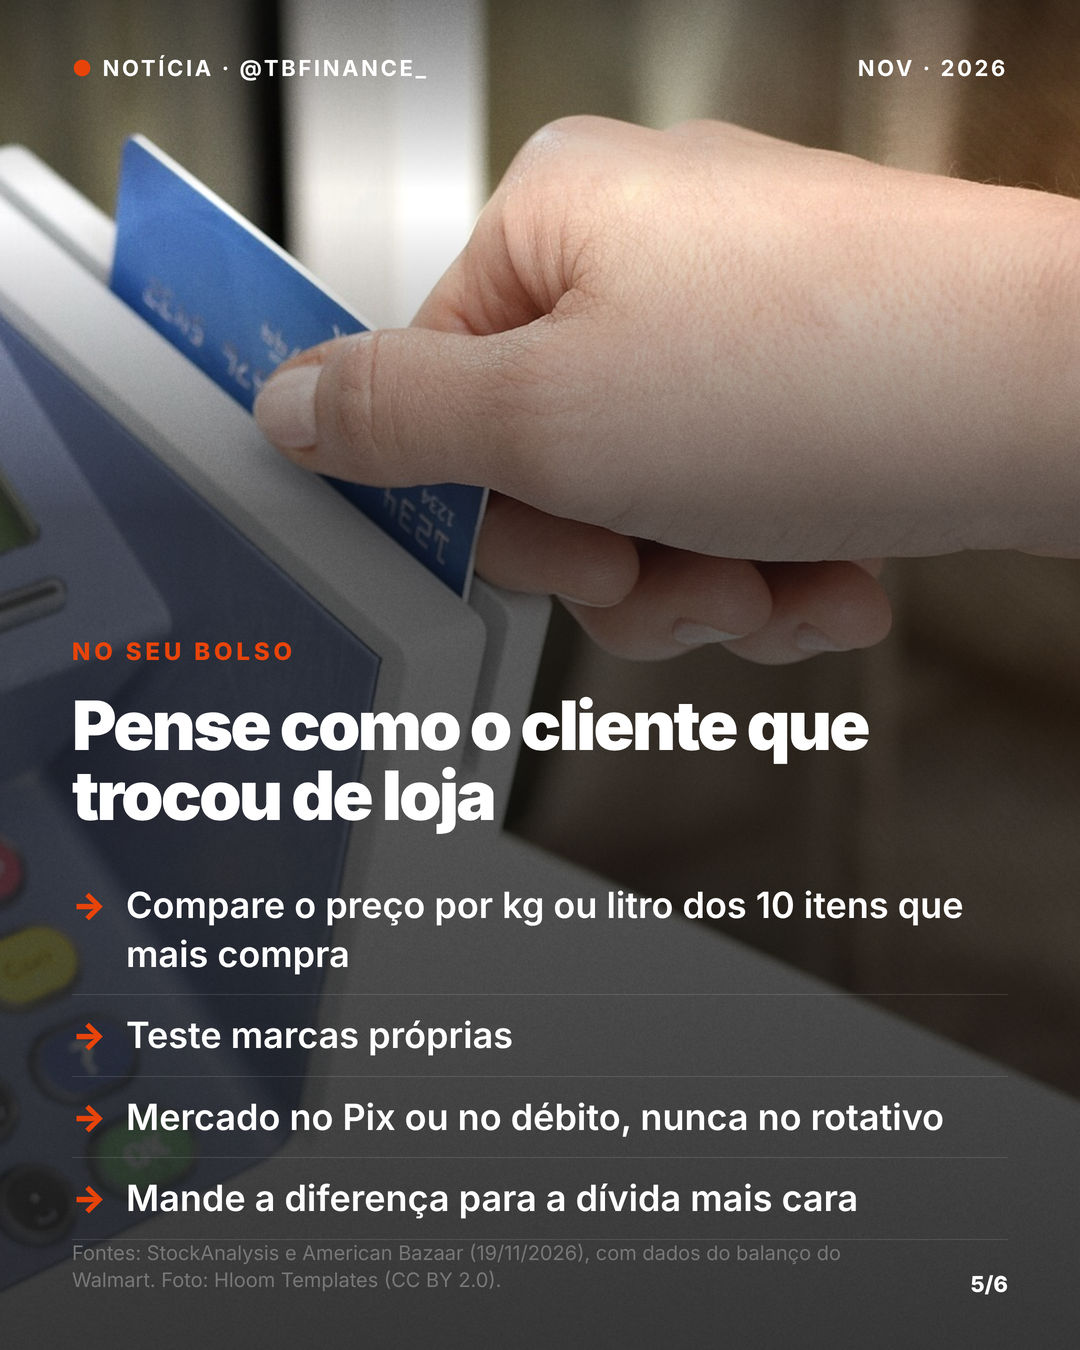 NOTÍCIA · @TBFINANCE_
NOV · 2026
1234
1234
NO SEU BOLSO
Pense como o cliente que
trocou de loja
→ Compare o preço por kg ou litro dos 10 itens que
mais compra
→ Teste marcas próprias
→ Mercado no Pix ou no débito, nunca no rotativo
→ Mande a diferença para a dívida mais cara
Fontes: StockAnalysis e American Bazaar (19/11/2026), com dados do balanço do
Walmart. Foto: Hloom Templates (CC BY 2.0).
5/6